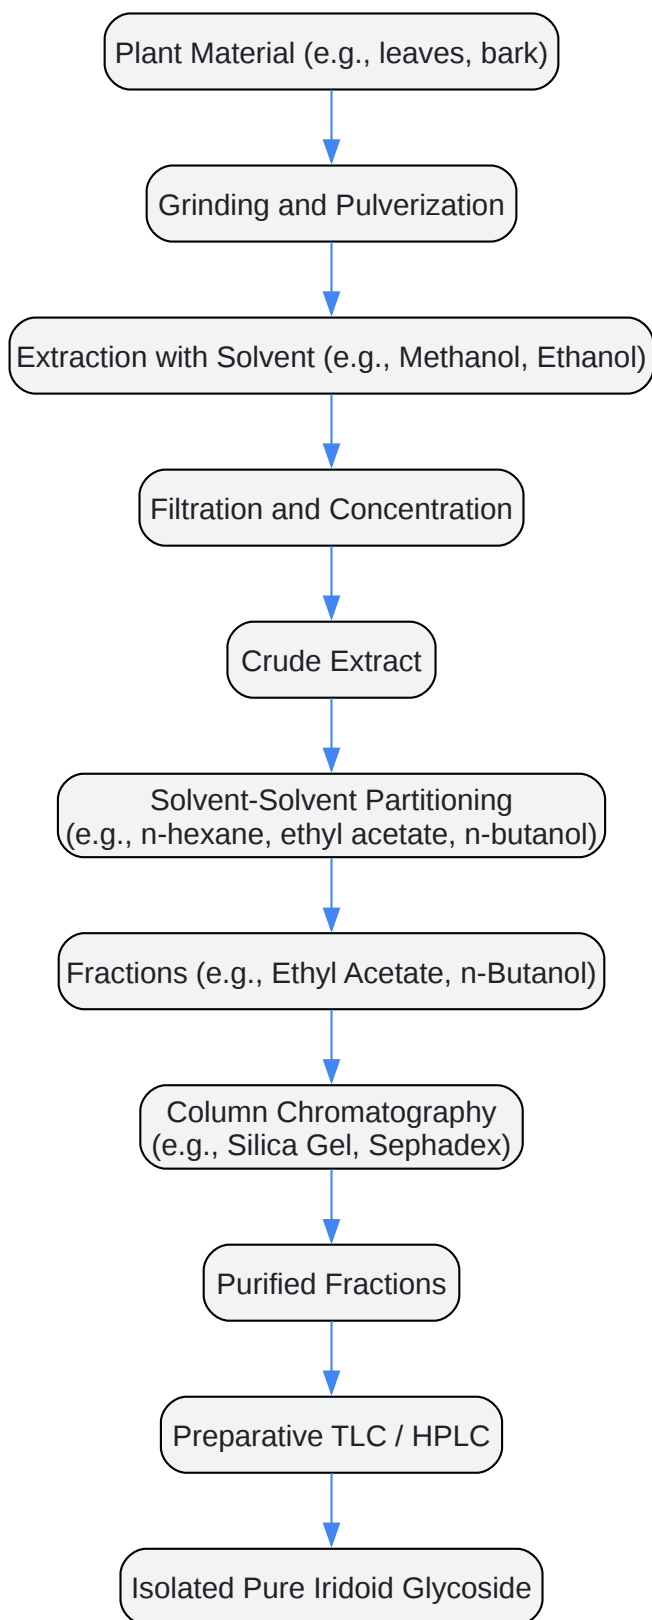 Plant Material (e.g., leaves, bark)
Grinding and Pulverization
Extraction with Solvent (e.g., Methanol, Ethanol)
Filtration and Concentration
Crude Extract
Solvent-Solvent Partitioning
(e.g., n-hexane, ethyl acetate, n-butanol)
Fractions (e.g., Ethyl Acetate, n-Butanol)
Column Chromatography
(e.g., Silica Gel, Sephadex)
Purified Fractions
Preparative TLC / HPLC
Isolated Pure Iridoid Glycoside